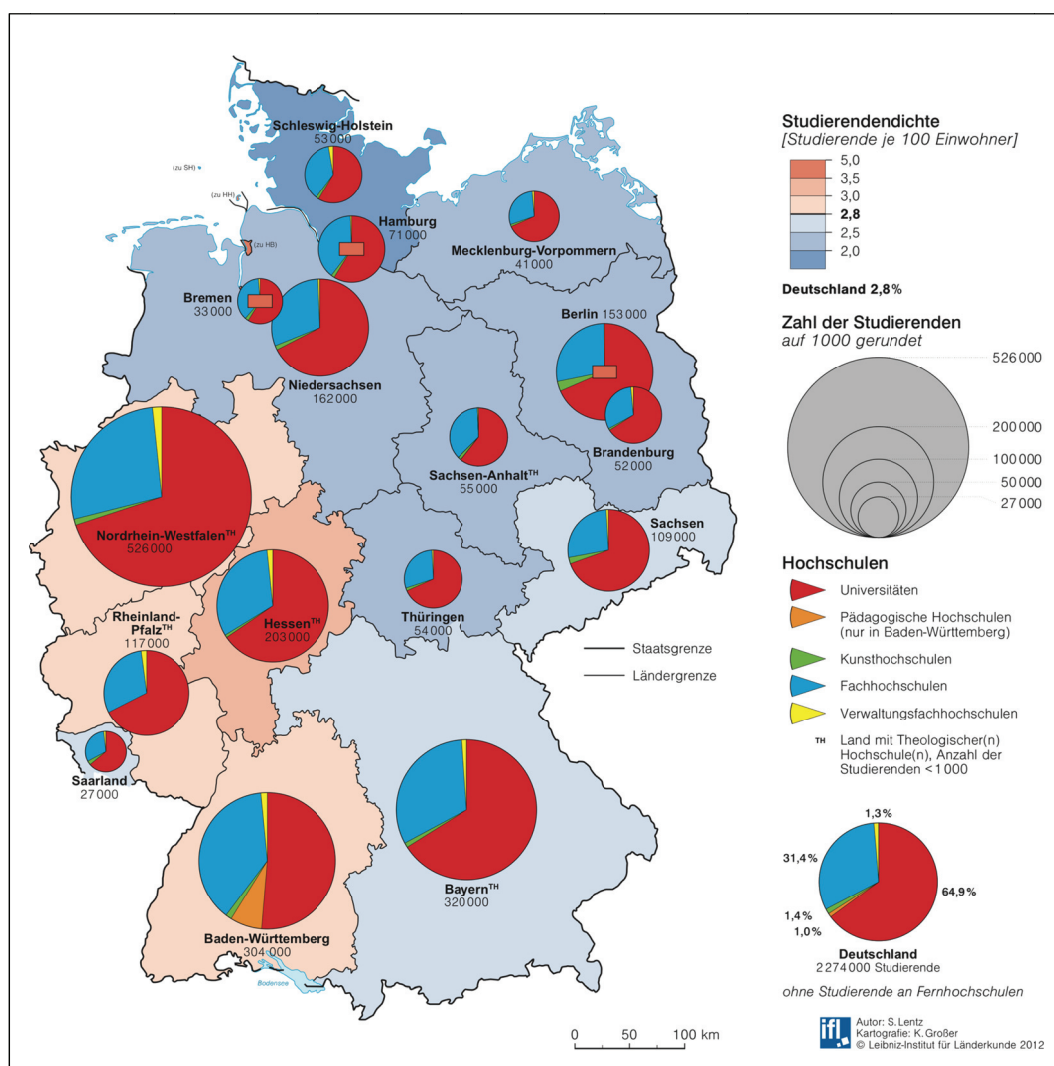 Schleswig-Holstein
53 000
(zu SH)
(zu HH)
Hamburg
71 000
Mecklenburg-Vorpommern
41 000
(zu HB)
Bremen
33 000
Berlin 153 000
Niedersachsen
162 000
Brandenburg
52 000
Sachsen-Anhalt TH
55 000
Nordrhein-Westfalen TH
526 000
Sachsen
109 000
Hessen TH
203 000
Thüringen
54 000
Rheinland-
Pfalz TH
117 000
Saarland
27 000
Bayern TH
320 000
Baden-Württemberg
304 000
Bodensee
Staatsgrenze
Ländergrenze
0 50 100 km
Studierendendichte
[Studierende je 100 Einwohner]
5,0
3,5
3,0
2,8
2,5
2,0
Deutschland 2,8%
Zahl der Studierenden
auf 1000 gerundet
526 000
200 000
100 000
50 000
27 000
Hochschulen
Universitäten
Pädagogische Hochschulen
(nur in Baden-Württemberg)
Kunsthochschulen
Fachhochschulen
Verwaltungsfachhochschulen
TH Land mit Theologischer(n)
Hochschule(n), Anzahl der
Studierenden <1 000
1,3%
31,4%
64,9%
1,4%
1,0%
Deutschland
2 274 000 Studierende
ohne Studierende an Fernhochschulen
ifl
Autor: S. Lentz
Kartografie: K. Großer
© Leibniz-Institut für Länderkunde 2012